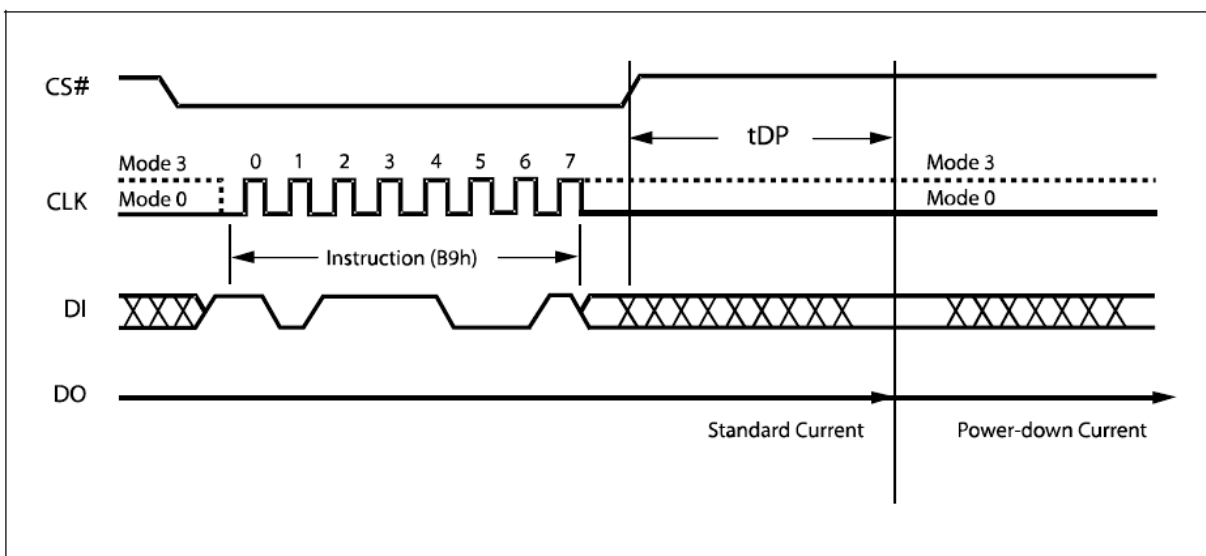 CS#
tDP
Mode 3
0 1 2 3 4 5 6 7
Mode 3
CLK
Mode 0
Mode 0
Instruction (B9h)
DI
DO
Standard Current
Power-down Current